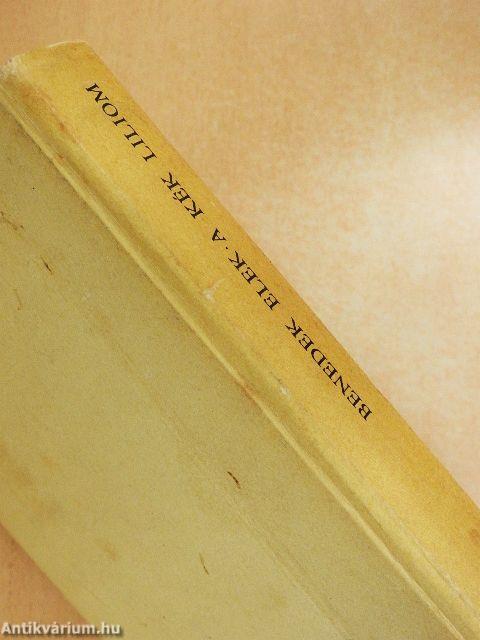 BENEDEK ELEK · A KÉK LILIOM
Antikvárium.hu